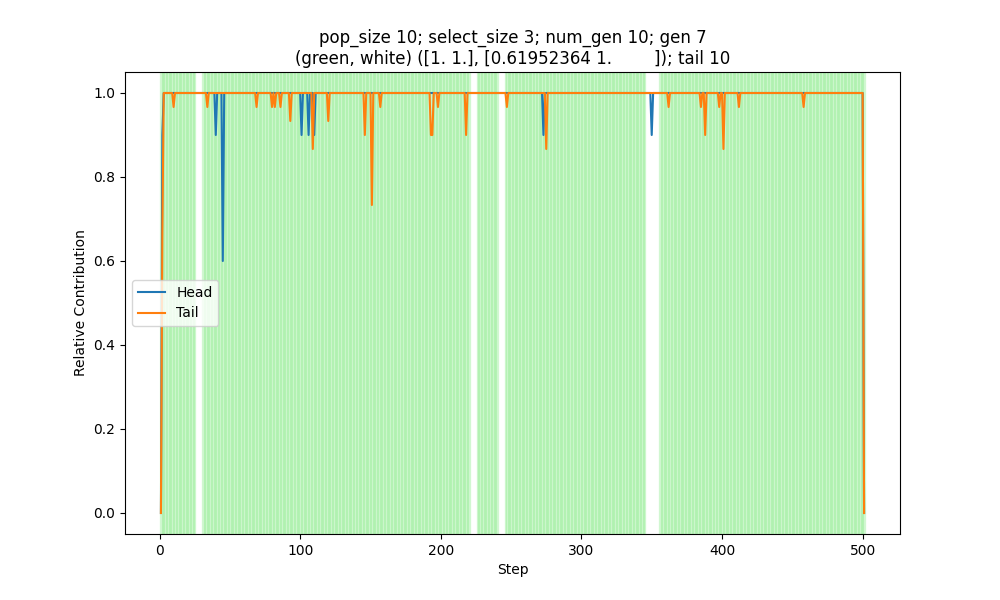 pop_size 10; select_size 3; num_gen 10; gen 7
(green, white) ([1. 1.], [0.61952364 1.         ]); tail 10
1.0
0.8
0.6
0.4
0.2
0.0
Relative Contribution
Head
Tail
0
100
200
300
400
500
Step